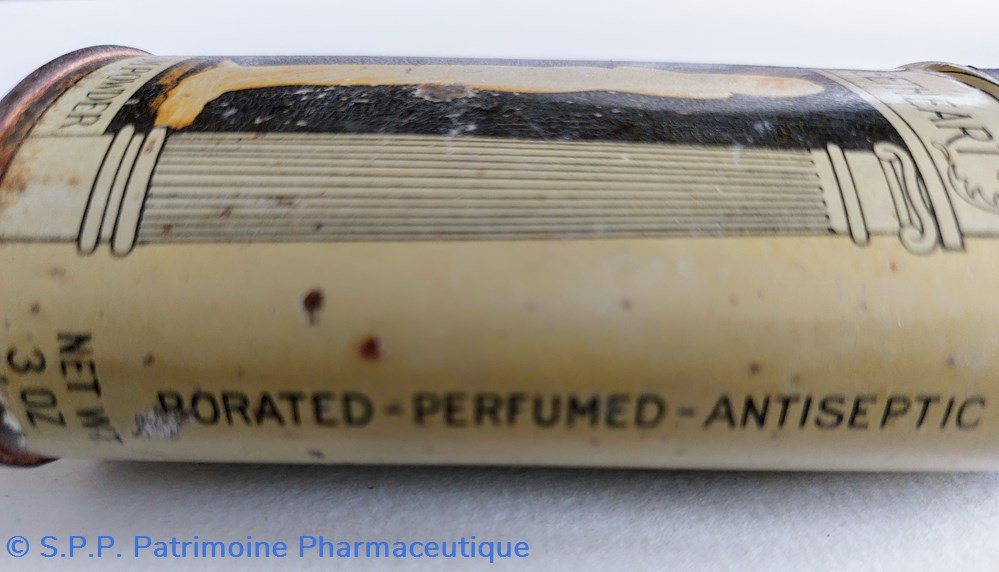 POWDER
NET WT
3 OZ
BORATED - PERFUMED - ANTISEPTIC
© S.P.P. Patrimoine Pharmaceutique